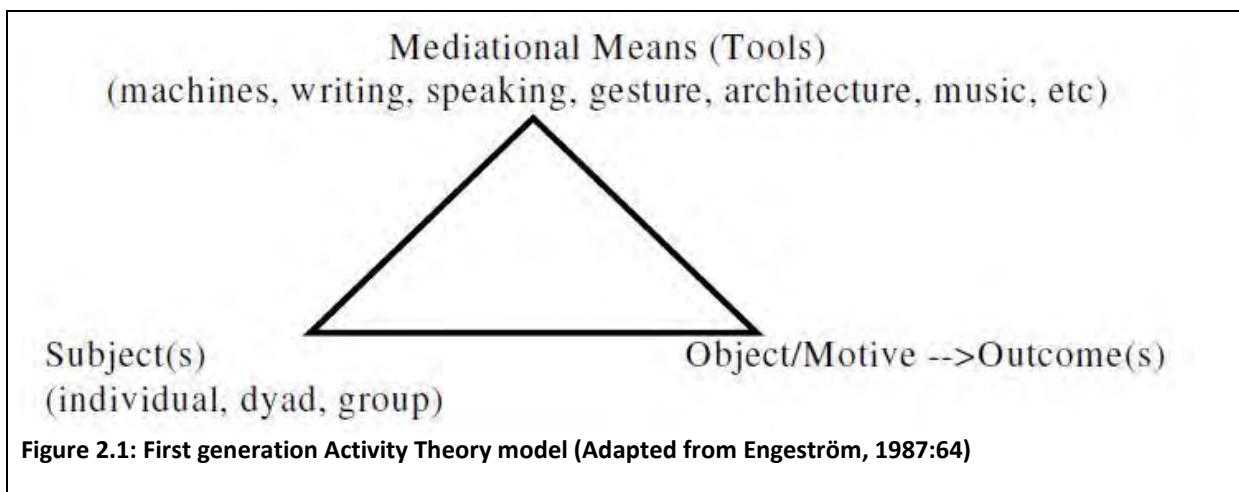 Mediational Means (Tools)
(machines, writing, speaking, gesture, architecture, music, etc)
Subject(s)
Object/Motive -->Outcome(s)
(individual, dyad, group)
Figure 2.1: First generation Activity Theory model (Adapted from Engeström, 1987:64)